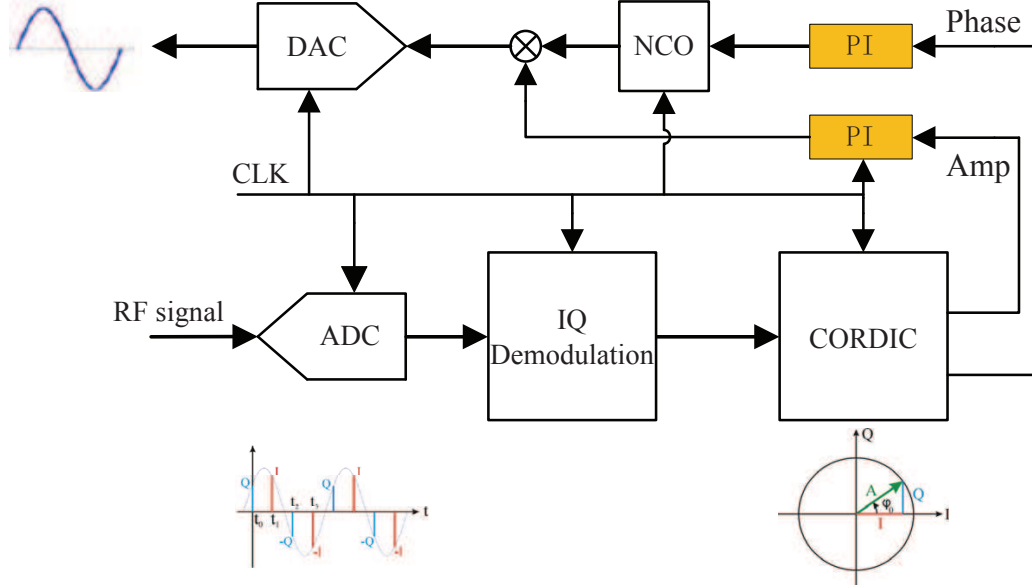 DAC
NCO
PI
Phase
PI
Amp
CLK
RF signal
ADC
IQ
Demodulation
CORDIC
Q
I
Q
I
t₀
t₁
t₂
t₃
t
-Q
-I
-Q
-I
Q
A
φ₀
Q
I
I